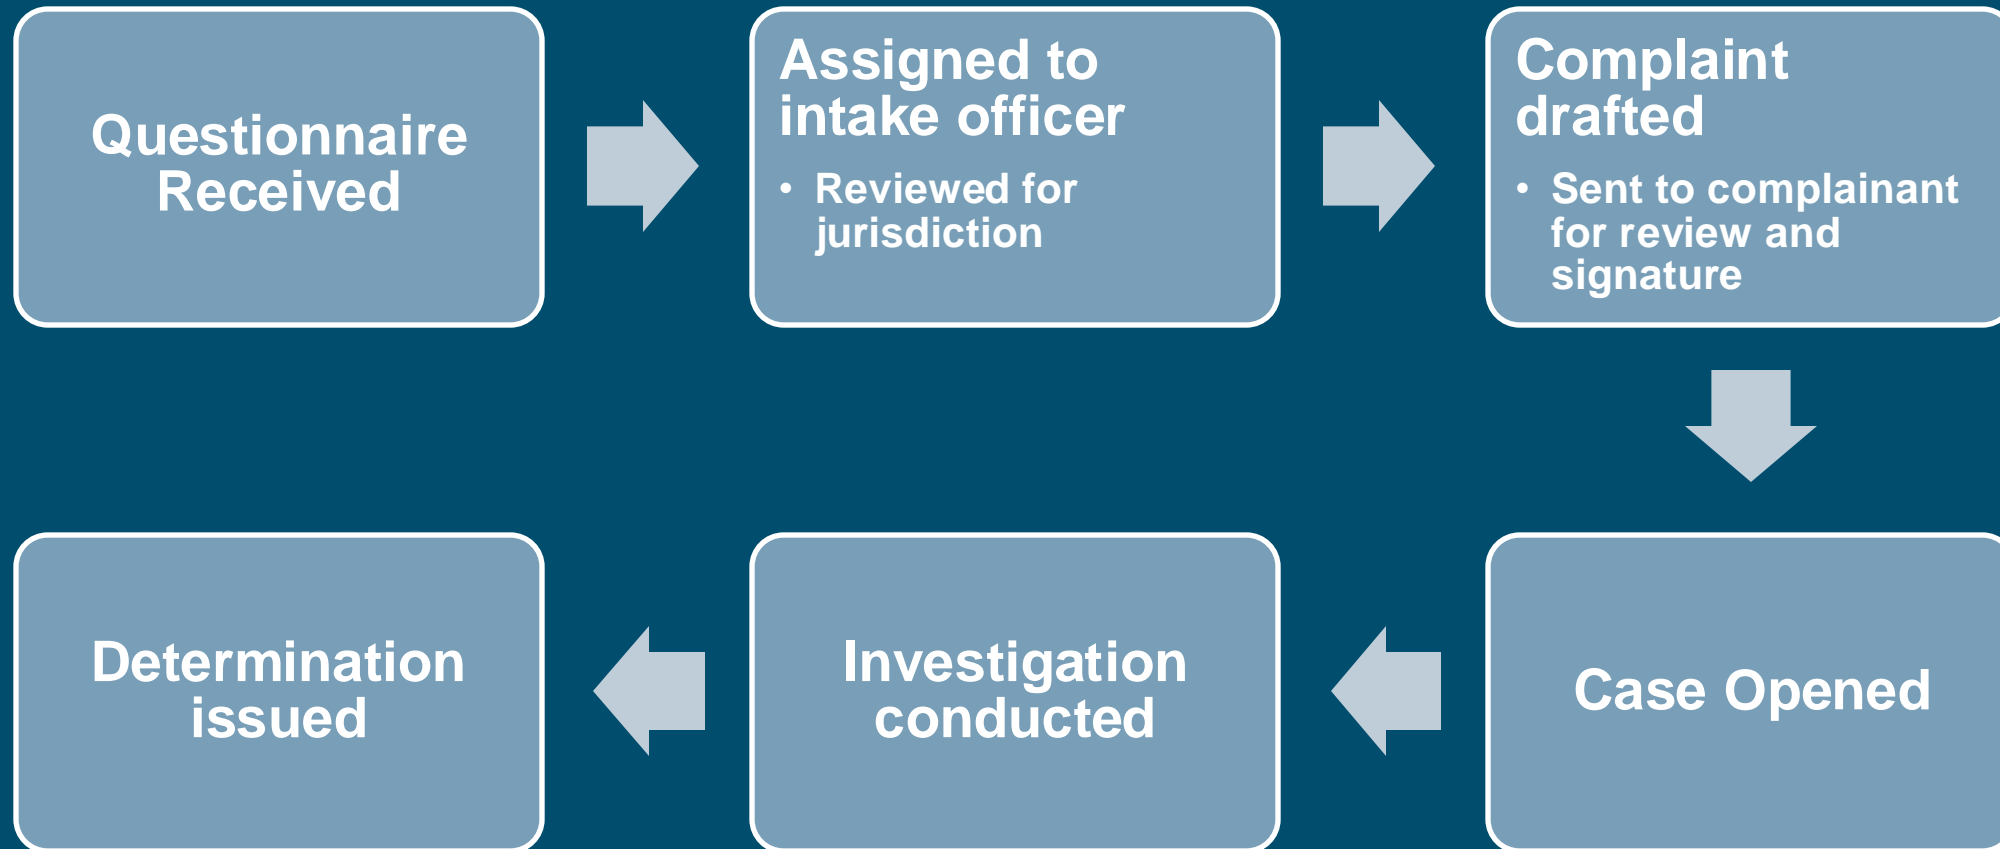 Questionnaire
Received
Assigned to
intake officer
• Reviewed for
jurisdiction
Complaint
drafted
• Sent to complainant
for review and
signature
Case Opened
Investigation
conducted
Determination
issued